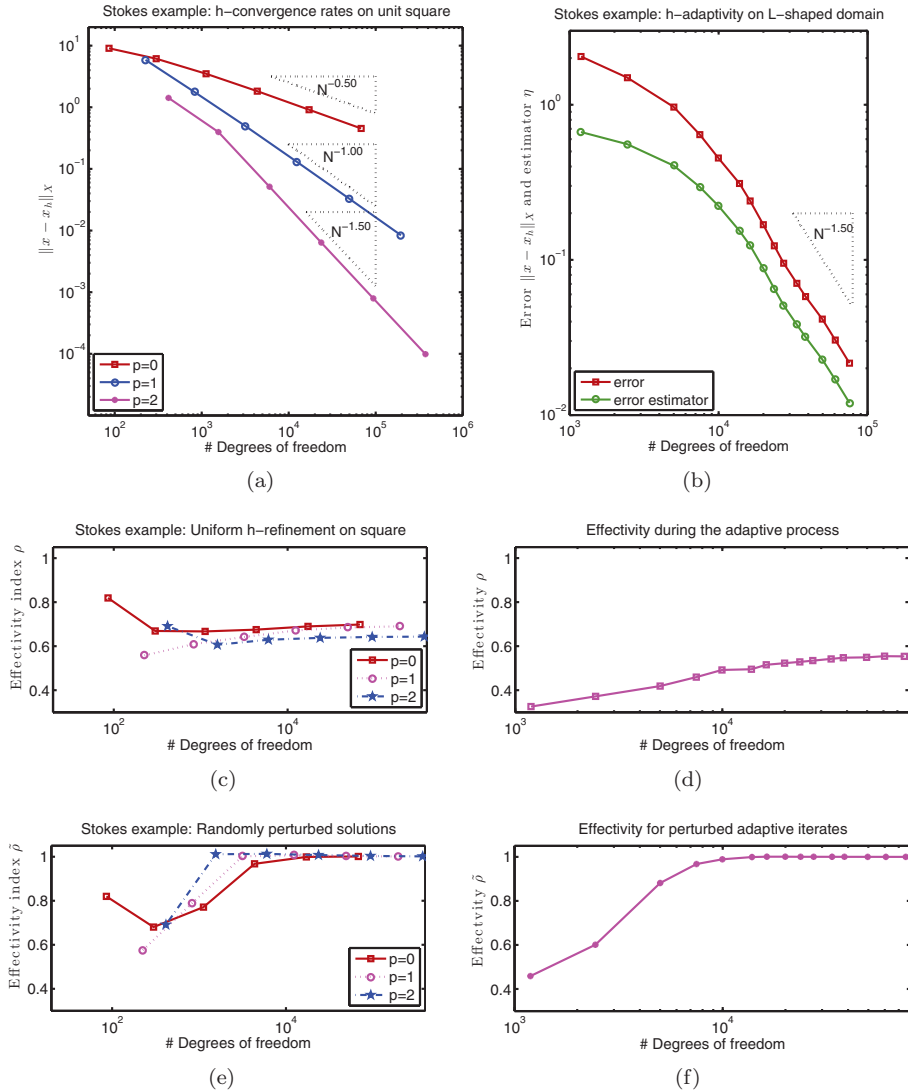 Stokes example: h-convergence rates on unit square
10^1
10^0
10^-1
10^-2
10^-3
10^-4
‖x − x_h‖_X
N^-0.50
N^-1.00
N^-1.50
p=0
p=1
p=2
10^2 10^3 10^4 10^5 10^6
# Degrees of freedom
(a)
Stokes example: h-adaptivity on L-shaped domain
10^0
10^-1
10^-2
Error ‖x − x_h‖_X and estimator η
N^-1.50
error
error estimator
10^3 10^4 10^5
# Degrees of freedom
(b)
Stokes example: Uniform h-refinement on square
1
0.8
0.6
0.4
Effectivity index ρ
p=0
p=1
p=2
10^2 10^4
# Degrees of freedom
(c)
Effectivity during the adaptive process
1
0.8
0.6
0.4
Effectivity ρ
10^3 10^4
# Degrees of freedom
(d)
Stokes example: Randomly perturbed solutions
1
0.8
0.6
0.4
Effectivity index ρ̃
p=0
p=1
p=2
10^2 10^4
# Degrees of freedom
(e)
Effectivity for perturbed adaptive iterates
1
0.8
0.6
0.4
Effectvity ρ̃
10^3 10^4
# Degrees of freedom
(f)